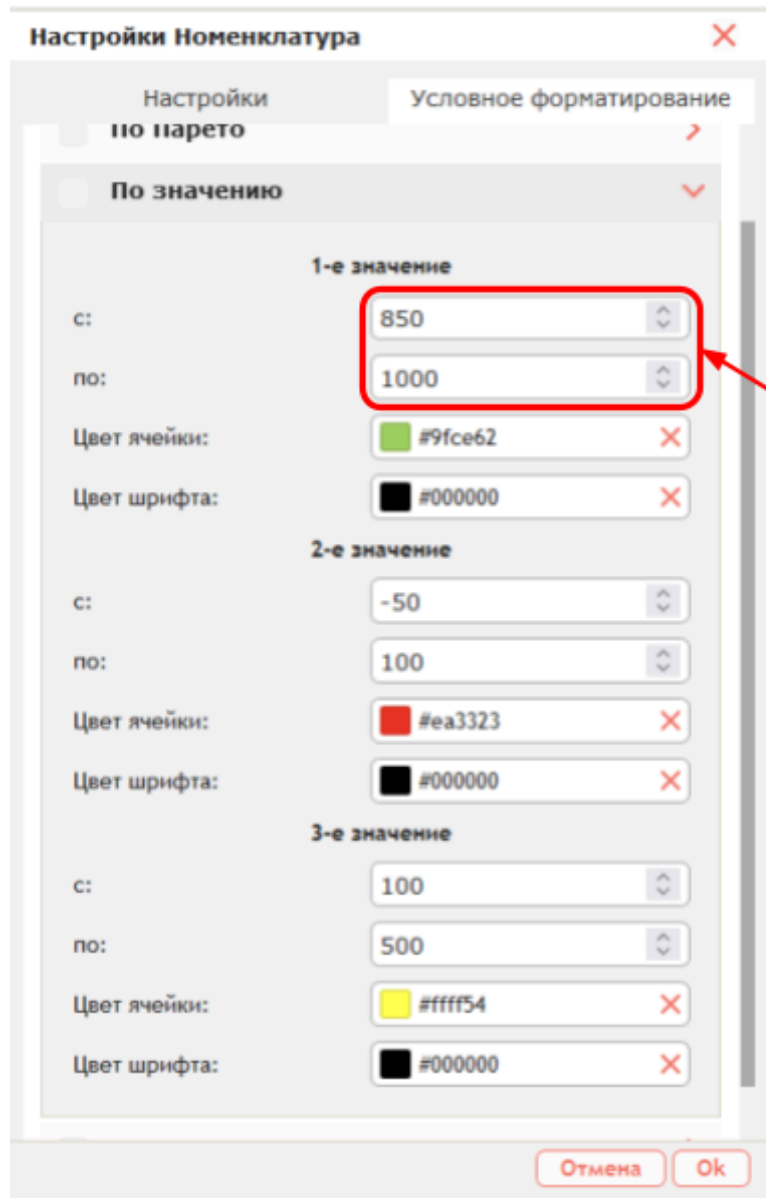 Настройки Номенклатура
Настройки Условное форматирование
По Парето
По значению
1-е значение
с: 850
по: 1000
Цвет ячейки: #9fce62
Цвет шрифта: #000000
2-е значение
с: -50
по: 100
Цвет ячейки: #ea3323
Цвет шрифта: #000000
3-е значение
с: 100
по: 500
Цвет ячейки: #ffff54
Цвет шрифта: #000000
Отмена Ok